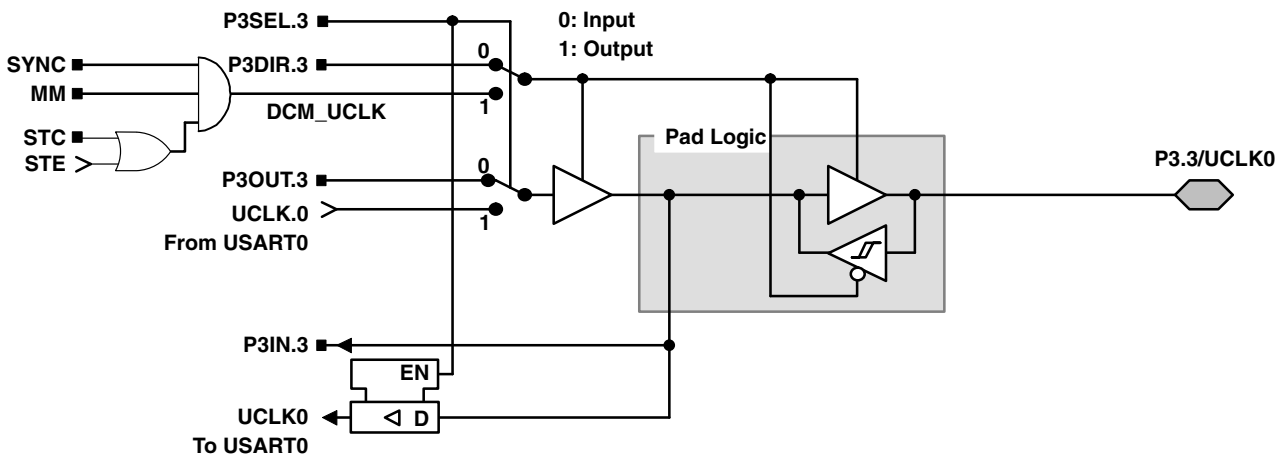 P3SEL.3
0: Input
1: Output
SYNC
P3DIR.3
0
MM
1
DCM_UCLK
STC
STE
Pad Logic
P3.3/UCLK0
P3OUT.3
0
UCLK.0
1
From USART0
P3IN.3
EN
UCLK0
D
To USART0